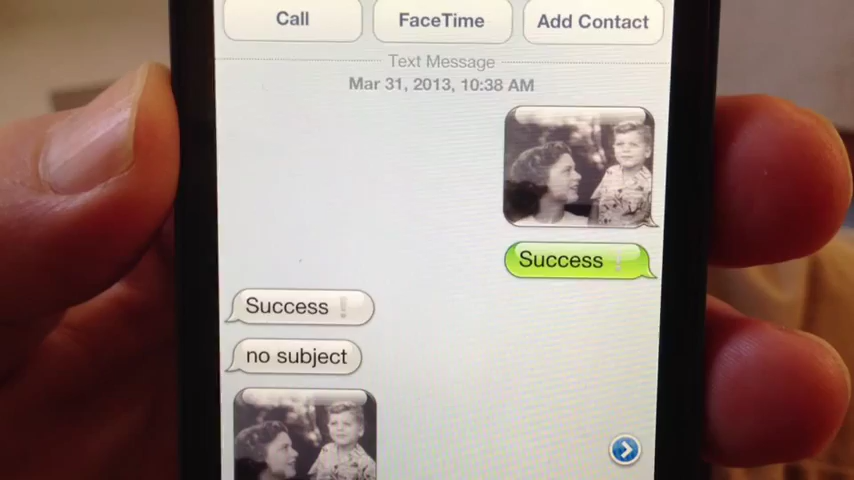 Call FaceTime Add Contact
Text Message
Mar 31, 2013, 10:38 AM
Success
Success
no subject